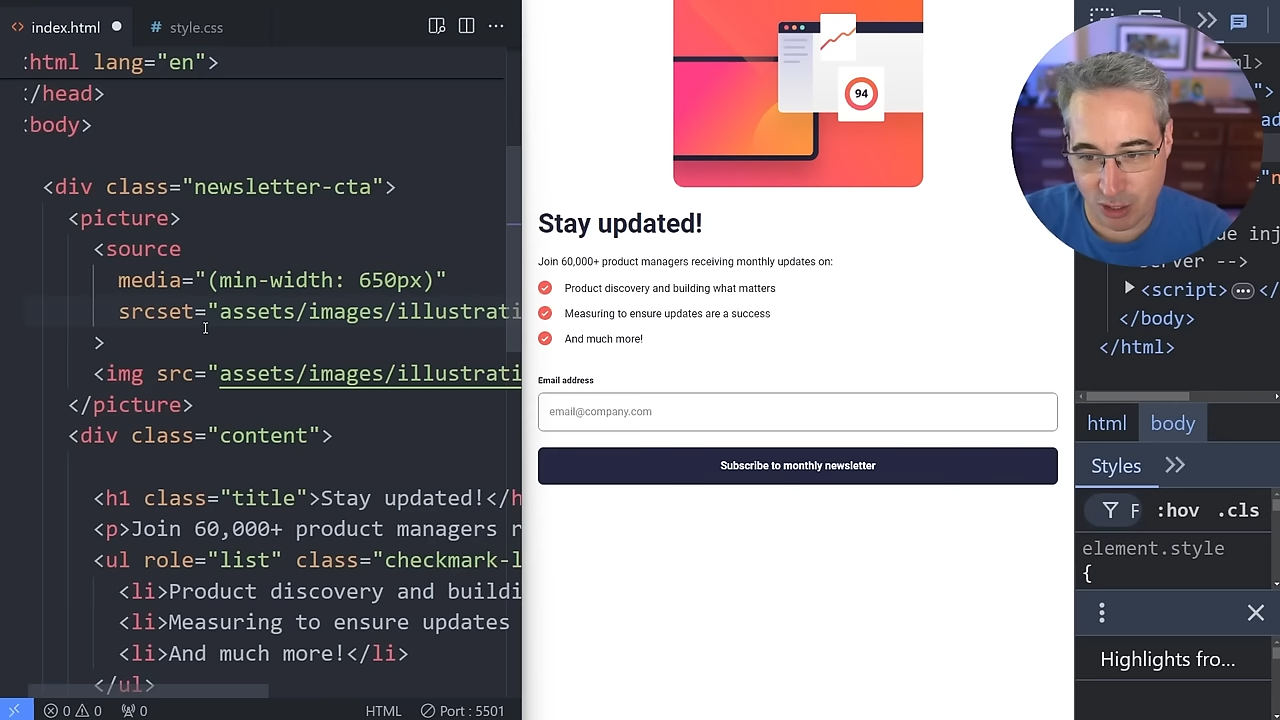 index.html
# style.css
:html lang="en">
</head>
:body>
<div class="newsletter-cta">
<picture>
<source
media="(min-width: 650px)"
srcset="assets/images/illustrati
>
<img src="assets/images/illustrati
</picture>
<div class="content">
<h1 class="title">Stay updated!</h
<p>Join 60,000+ product managers r
<ul role="list" class="checkmark-l
<li>Product discovery and buildi
<li>Measuring to ensure updates
<li>And much more!</li>
</ul>
0 0 0
HTML
Port : 5501
94
Stay updated!
Join 60,000+ product managers receiving monthly updates on:
Product discovery and building what matters
Measuring to ensure updates are a success
And much more!
Email address
email@company.com
Subscribe to monthly newsletter
server -->
<script> ••• </
</body>
</html>
html body
Styles
F :hov .cls
element.style
{
Highlights fro...